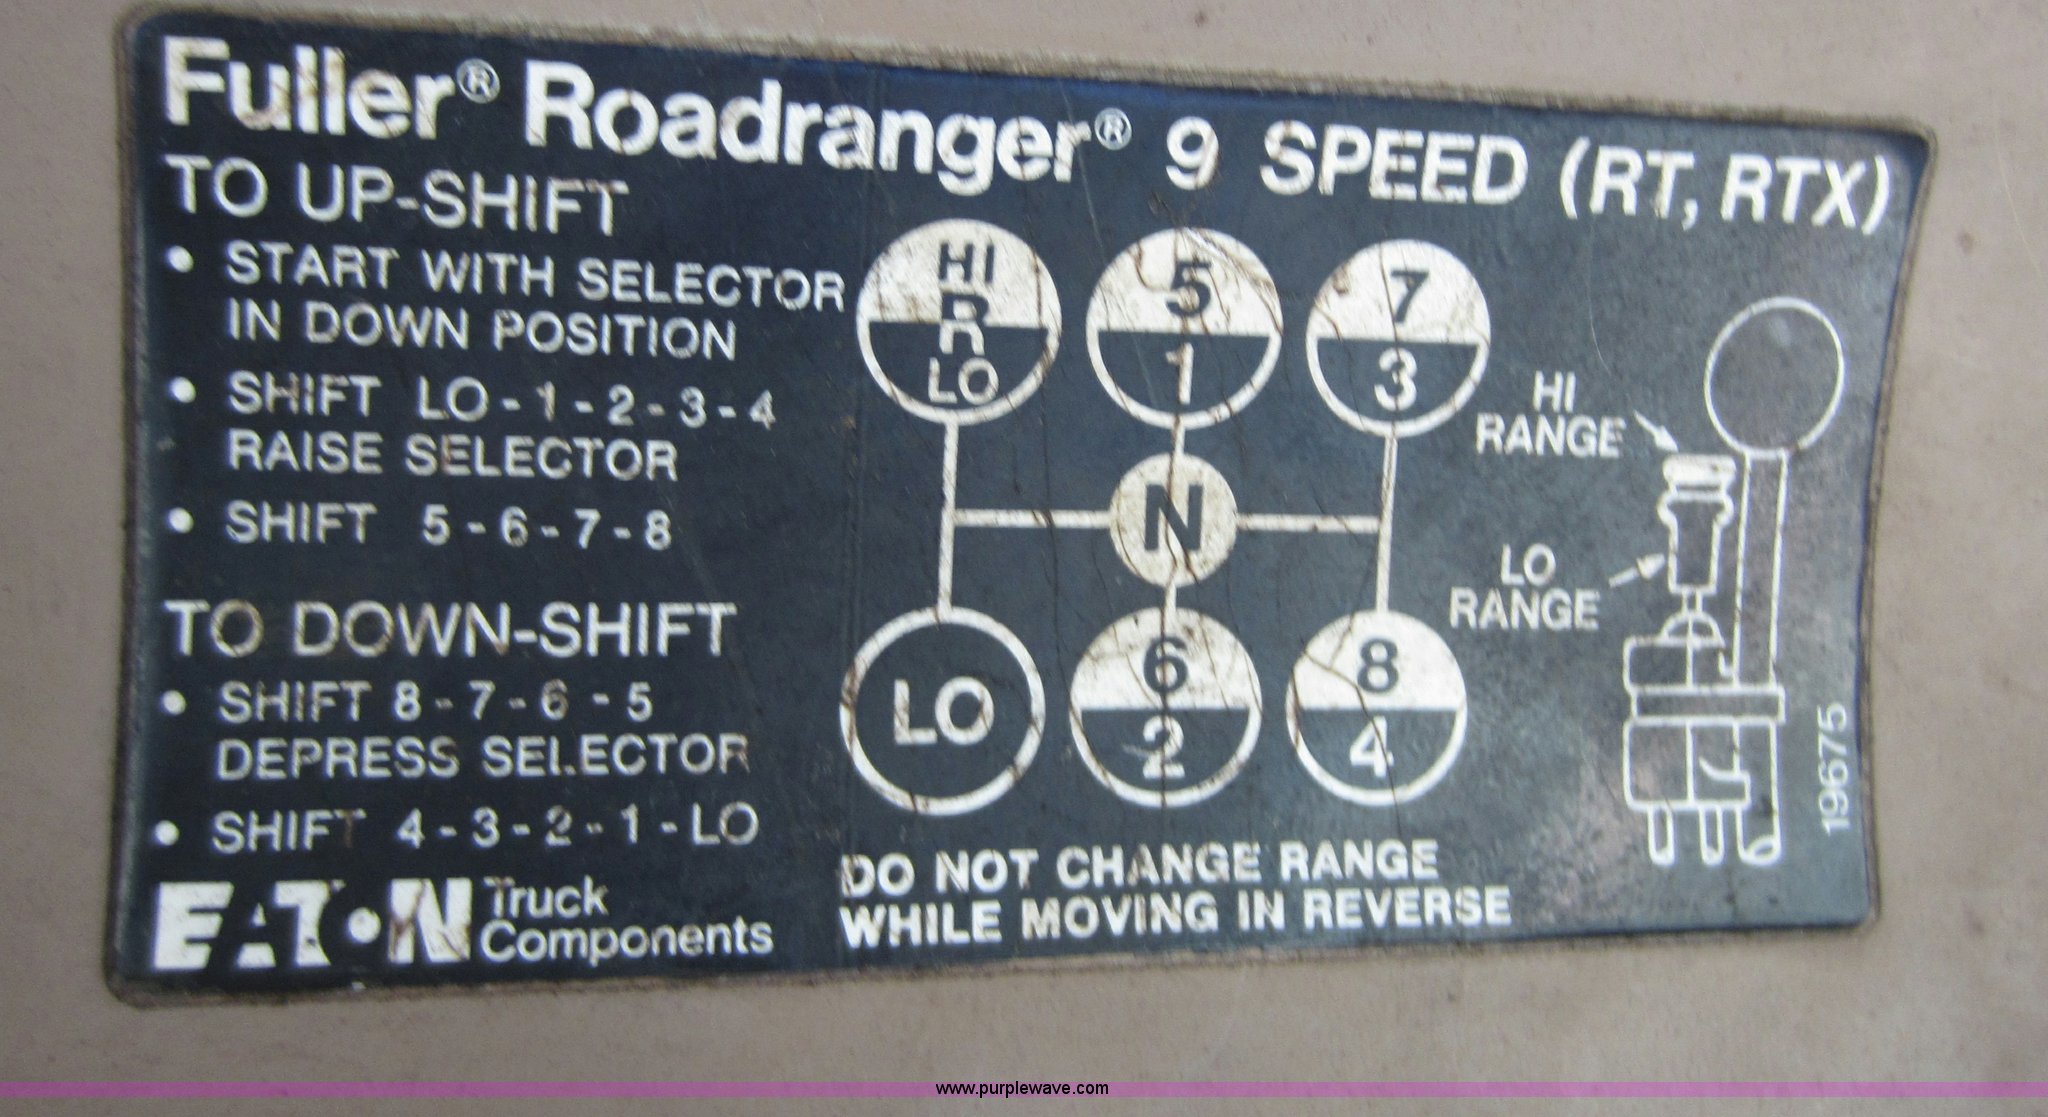 Fuller® Roadranger® 9 SPEED (RT, RTX)
TO UP-SHIFT
• START WITH SELECTOR
IN DOWN POSITION
• SHIFT LO - 1 - 2 - 3 - 4
RAISE SELECTOR
• SHIFT 5 - 6 - 7 - 8
TO DOWN-SHIFT
• SHIFT 8 - 7 - 6 - 5
DEPRESS SELECTOR
• SHIFT 4 - 3 - 2 - 1 - LO
EATON Truck
Components
HI
R
LO
5
1
7
3
N
LO
6
2
8
4
HI
RANGE
LO
RANGE
19675
DO NOT CHANGE RANGE
WHILE MOVING IN REVERSE
www.purplewave.com